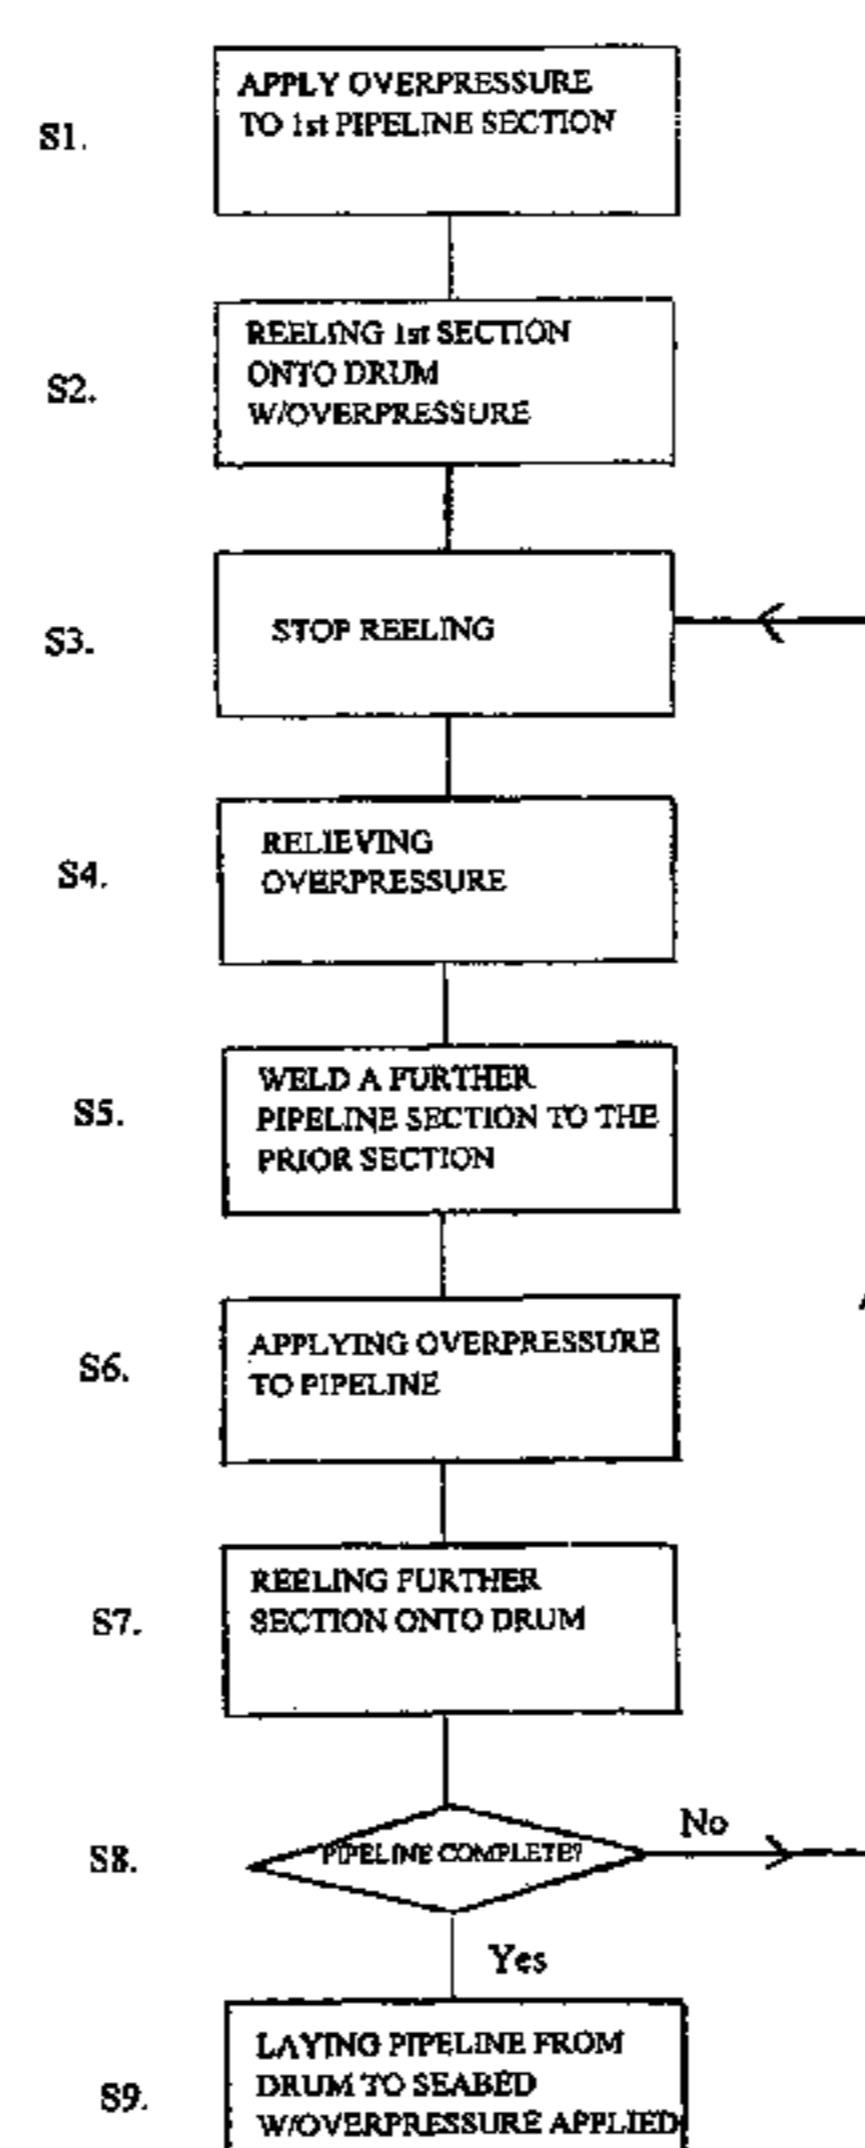 S1.
APPLY OVERPRESSURE
TO 1st PIPELINE SECTION
S2.
REELING 1st SECTION
ONTO DRUM
W/OVERPRESSURE
S3.
STOP REELING
S4.
RELIEVING
OVERPRESSURE
S5.
WELD A FURTHER
PIPELINE SECTION TO THE
PRIOR SECTION
S6.
APPLYING OVERPRESSURE
TO PIPELINE
S7.
REELING FURTHER
SECTION ONTO DRUM
S8.
PIPELINE COMPLETE?
No
Yes
S9.
LAYING PIPELINE FROM
DRUM TO SEABED
W/OVERPRESSURE APPLIED